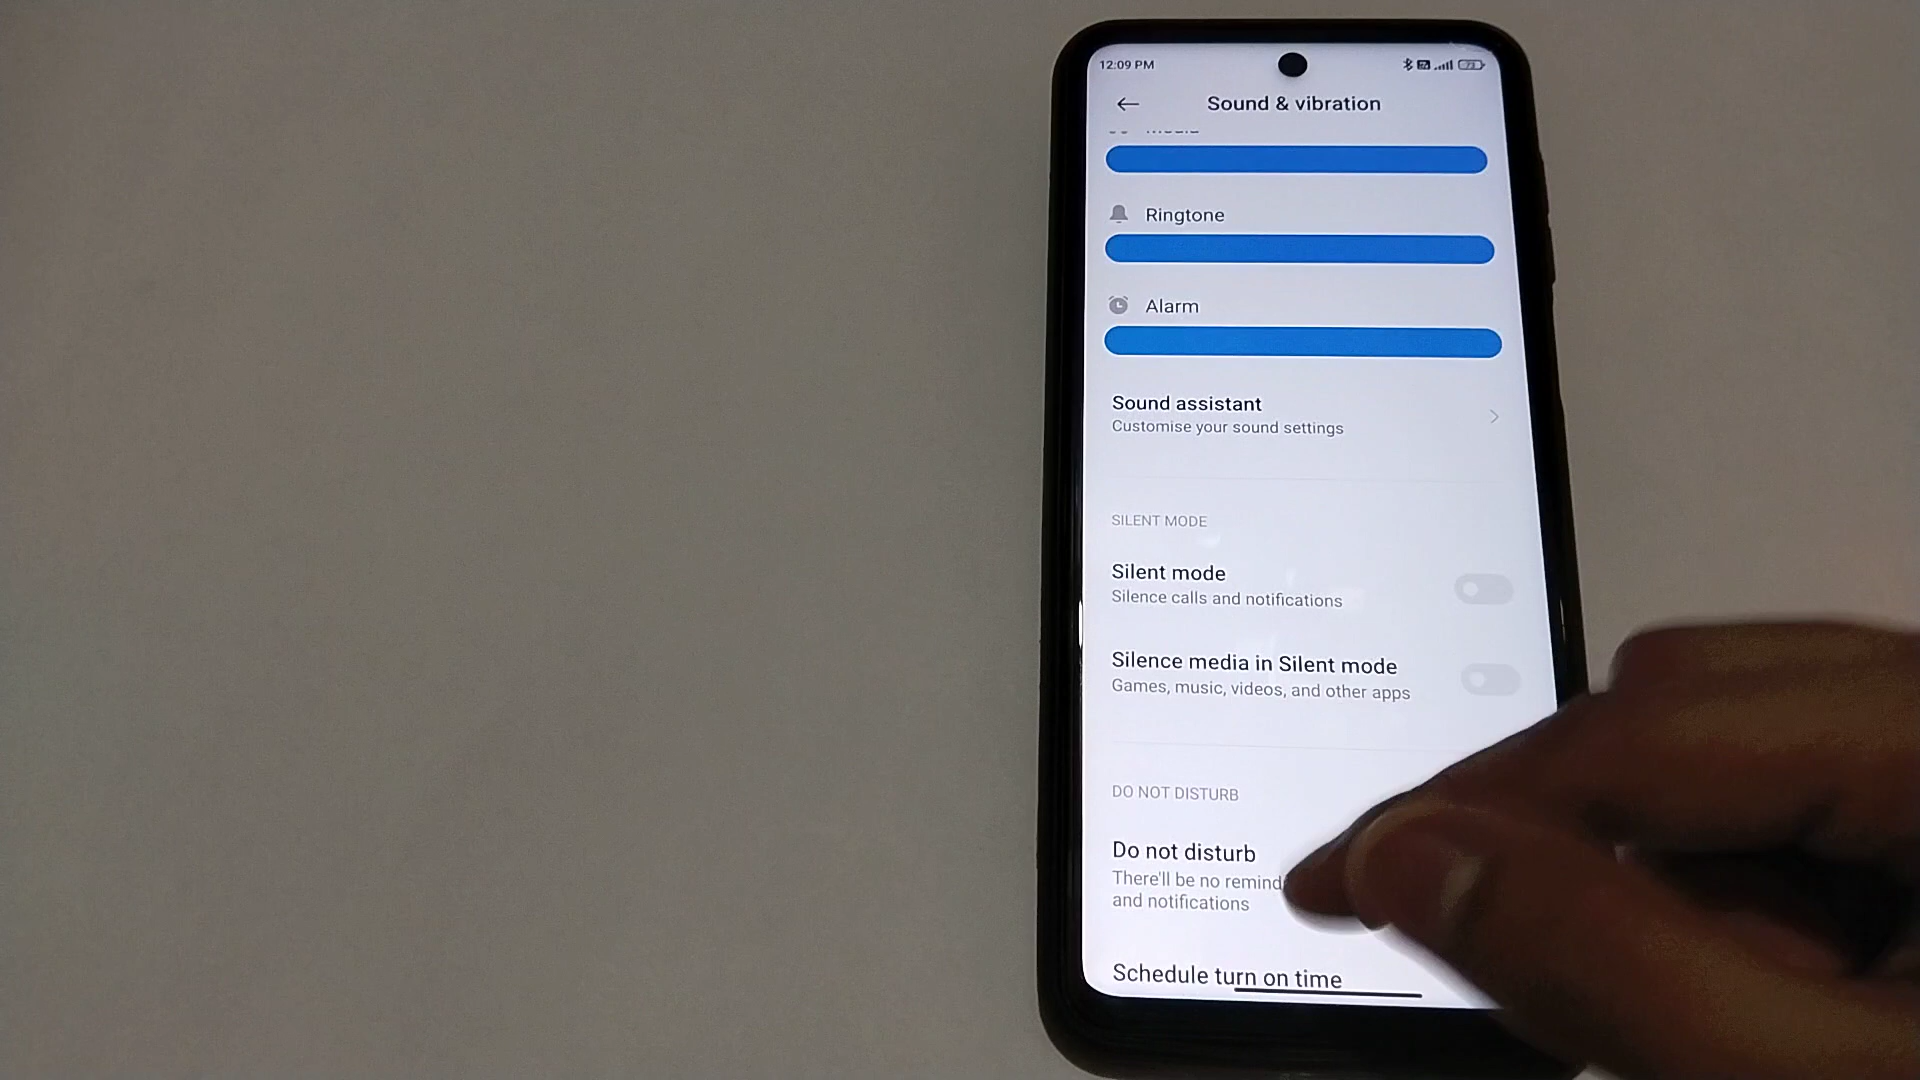 12:09 PM
Sound & vibration
Media
Ringtone
Alarm
Sound assistant
Customise your sound settings
SILENT MODE
Silent mode
Silence calls and notifications
Silence media in Silent mode
Games, music, videos, and other apps
DO NOT DISTURB
Do not disturb
There'll be no remind
and notifications
Schedule turn on time